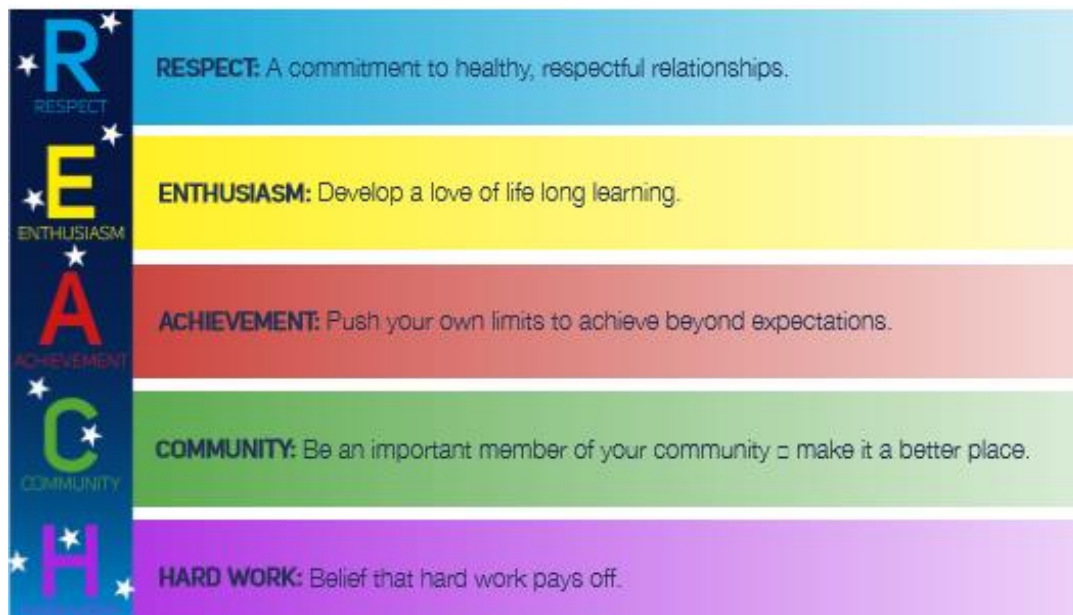 R
RESPECT
RESPECT: A commitment to healthy, respectful relationships.
E
ENTHUSIASM
ENTHUSIASM: Develop a love of life long learning.
A
ACHIEVEMENT
ACHIEVEMENT: Push your own limits to achieve beyond expectations.
C
COMMUNITY
COMMUNITY: Be an important member of your community □ make it a better place.
H
HARD WORK: Belief that hard work pays off.